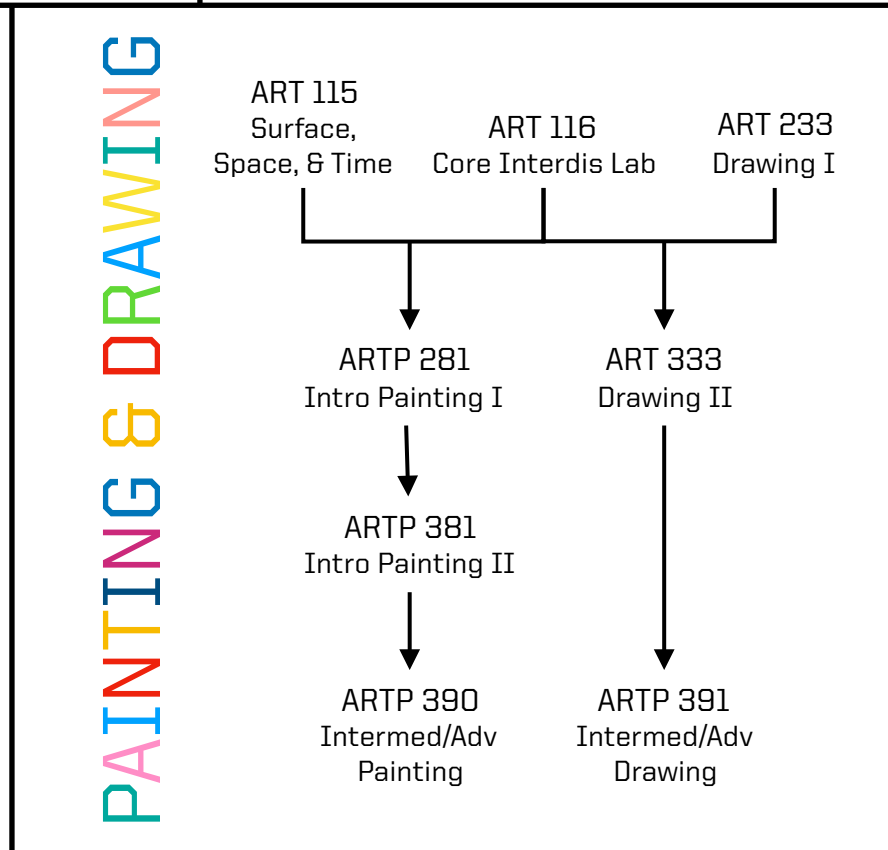 PAINTING & DRAWING
ART 115
Surface,
Space, & Time
ART 116
Core Interdis Lab
ART 233
Drawing I
ARTP 281
Intro Painting I
ART 333
Drawing II
ARTP 381
Intro Painting II
ARTP 390
Intermed/Adv
Painting
ARTP 391
Intermed/Adv
Drawing